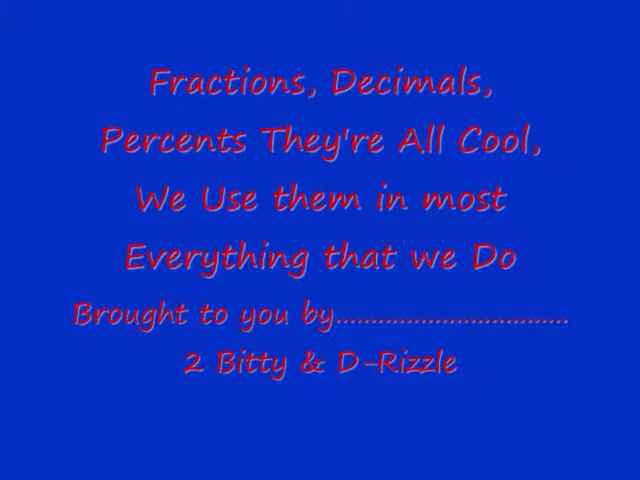 Fractions, Decimals,
Percents They're All Cool,
We Use them in most
Everything that we Do
Brought to you by.................................
2 Bitty & D-Rizzle